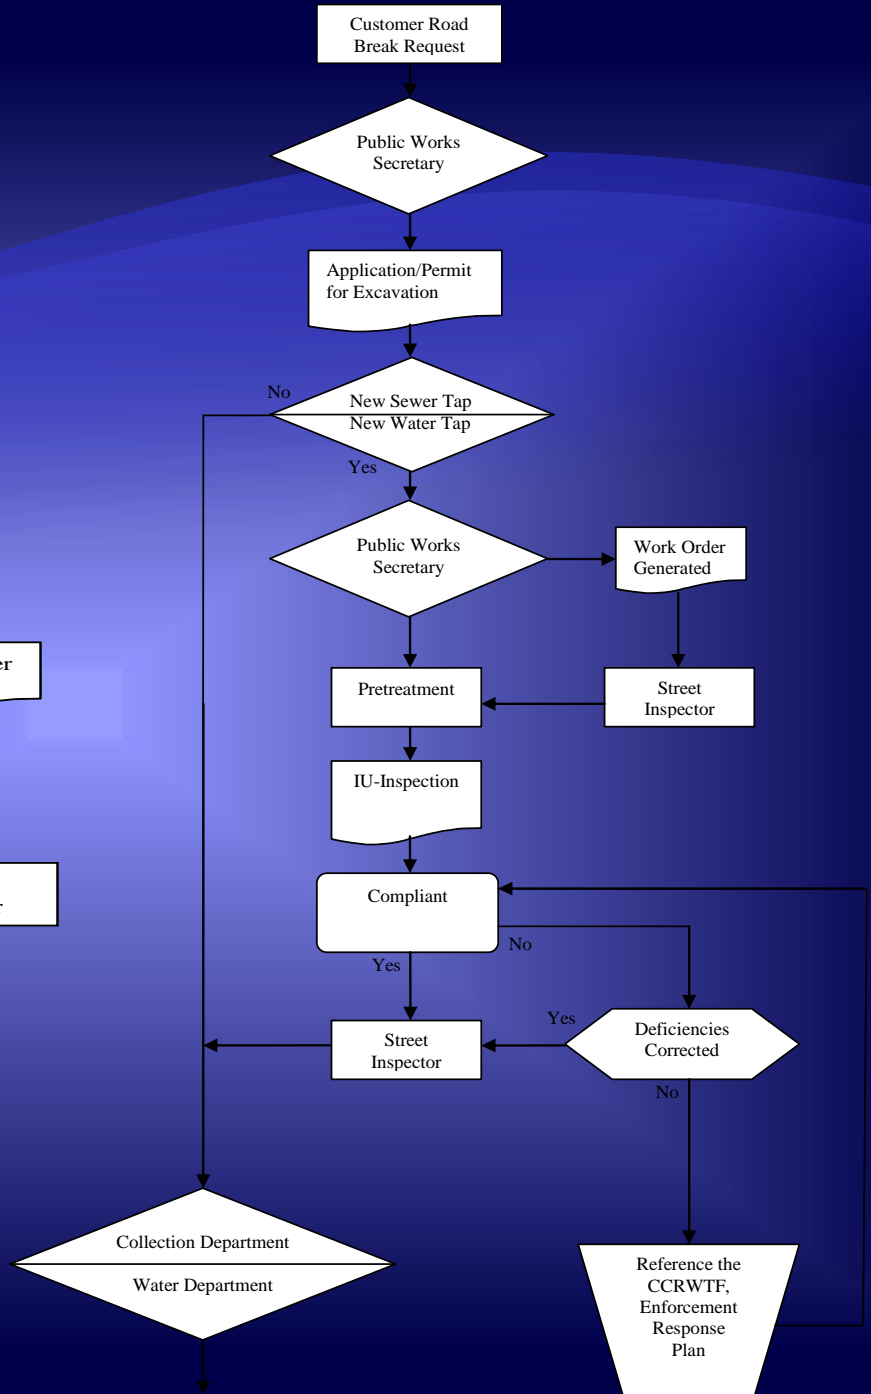 Customer Road
Break Request
Public Works
Secretary
Application/Permit
for Excavation
No
New Sewer Tap
New Water Tap
Yes
Public Works
Secretary
Work Order
Generated
Pretreatment
Street
Inspector
IU-Inspection
Compliant
No
Yes
Street
Inspector
Yes
Deficiencies
Corrected
No
Collection Department
Water Department
Reference the
CCRWTF,
Enforcement
Response
Plan